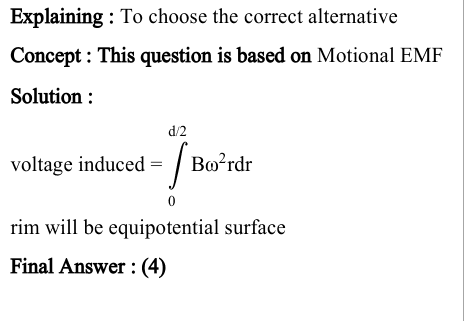 Explaining : To choose the correct alternative
Concept : This question is based on Motional EMF
Solution :
voltage induced = ∫₀^{d/2} Bω²rdr
rim will be equipotential surface
Final Answer : (4)